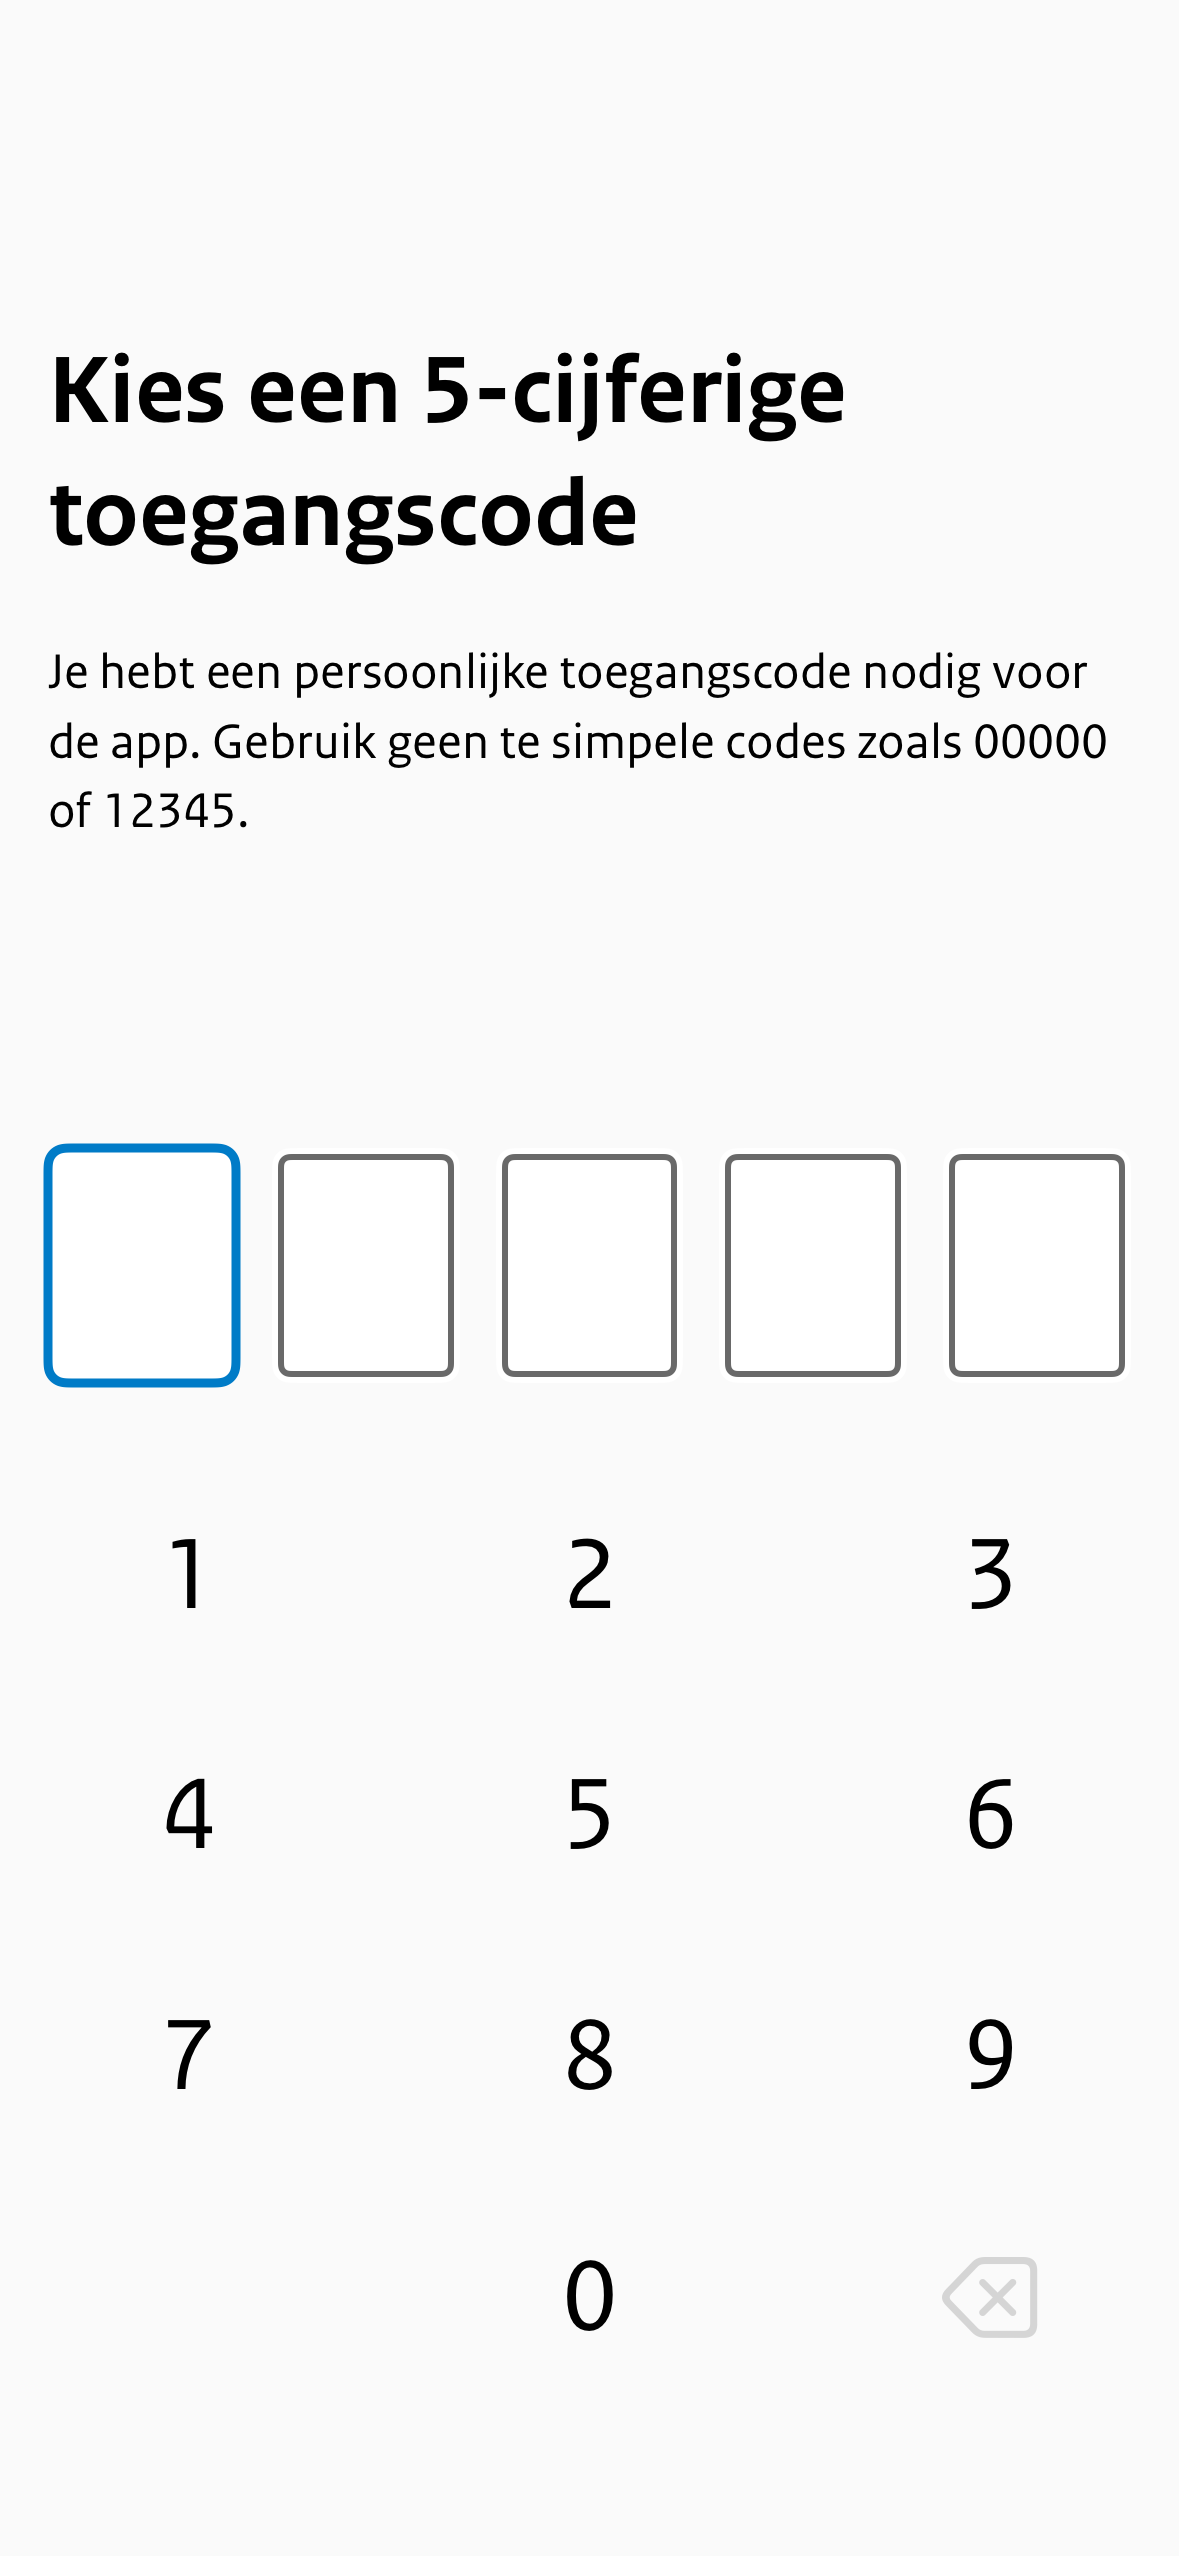 Kies een 5-cijferige
toegangscode
Je hebt een persoonlijke toegangscode nodig voor
de app. Gebruik geen te simpele codes zoals 00000
of 12345.
1 2 3
4 5 6
7 8 9
0